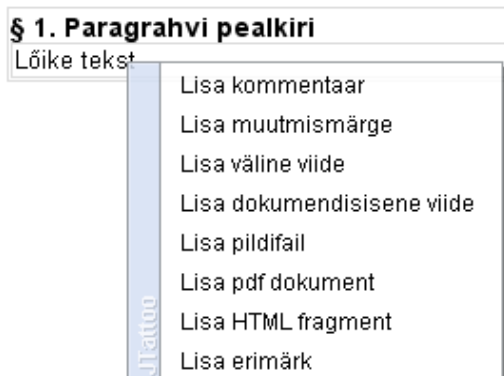 § 1. Paragrahvi pealkiri
Lõike tekst
Lisa kommentaar
Lisa muutmismärge
Lisa väline viide
Lisa dokumendisisene viide
Lisa pildifail
Lisa pdf dokument
Lisa HTML fragment
Lisa erimärk
JTattoo